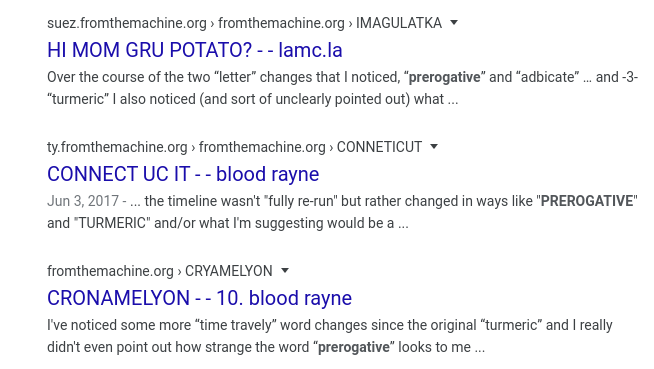 suez.fromthemachine.org › fromthemachine.org › IMAGULATKA
HI MOM GRU POTATO? - - lamc.la
Over the course of the two “letter” changes that I noticed, “prerogative” and “adbicate” ... and -3-
“turmeric” I also noticed (and sort of unclearly pointed out) what ...
ty.fromthemachine.org › fromthemachine.org › CONNETICUT
CONNECT UC IT - - blood rayne
Jun 3, 2017 - ... the timeline wasn't "fully re-run" but rather changed in ways like "PREROGATIVE"
and "TURMERIC" and/or what I'm suggesting would be a ...
fromthemachine.org › CRYAMELYON
CRONAMELYON - - 10. blood rayne
I've noticed some more “time travely” word changes since the original “turmeric” and I really
didn't even point out how strange the word “prerogative” looks to me ...